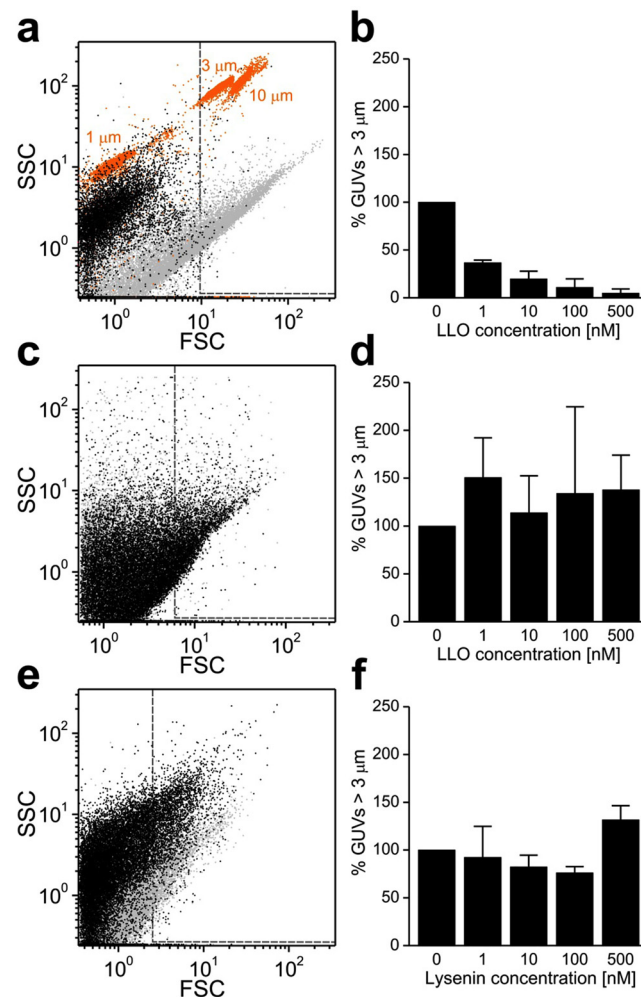 a
10²
10¹
10⁰
SSC
1 μm
3 μm
10 μm
10⁰
10¹
10²
FSC
b
250
200
150
100
50
0
% GUVs > 3 μm
0 1 10 100 500
LLO concentration [nM]
c
10²
10¹
10⁰
SSC
10⁰
10¹
10²
FSC
d
250
200
150
100
50
0
% GUVs > 3 μm
0 1 10 100 500
LLO concentration [nM]
e
10²
10¹
10⁰
SSC
10⁰
10¹
10²
FSC
f
250
200
150
100
50
0
% GUVs > 3 μm
0 1 10 100 500
Lysenin concentration [nM]